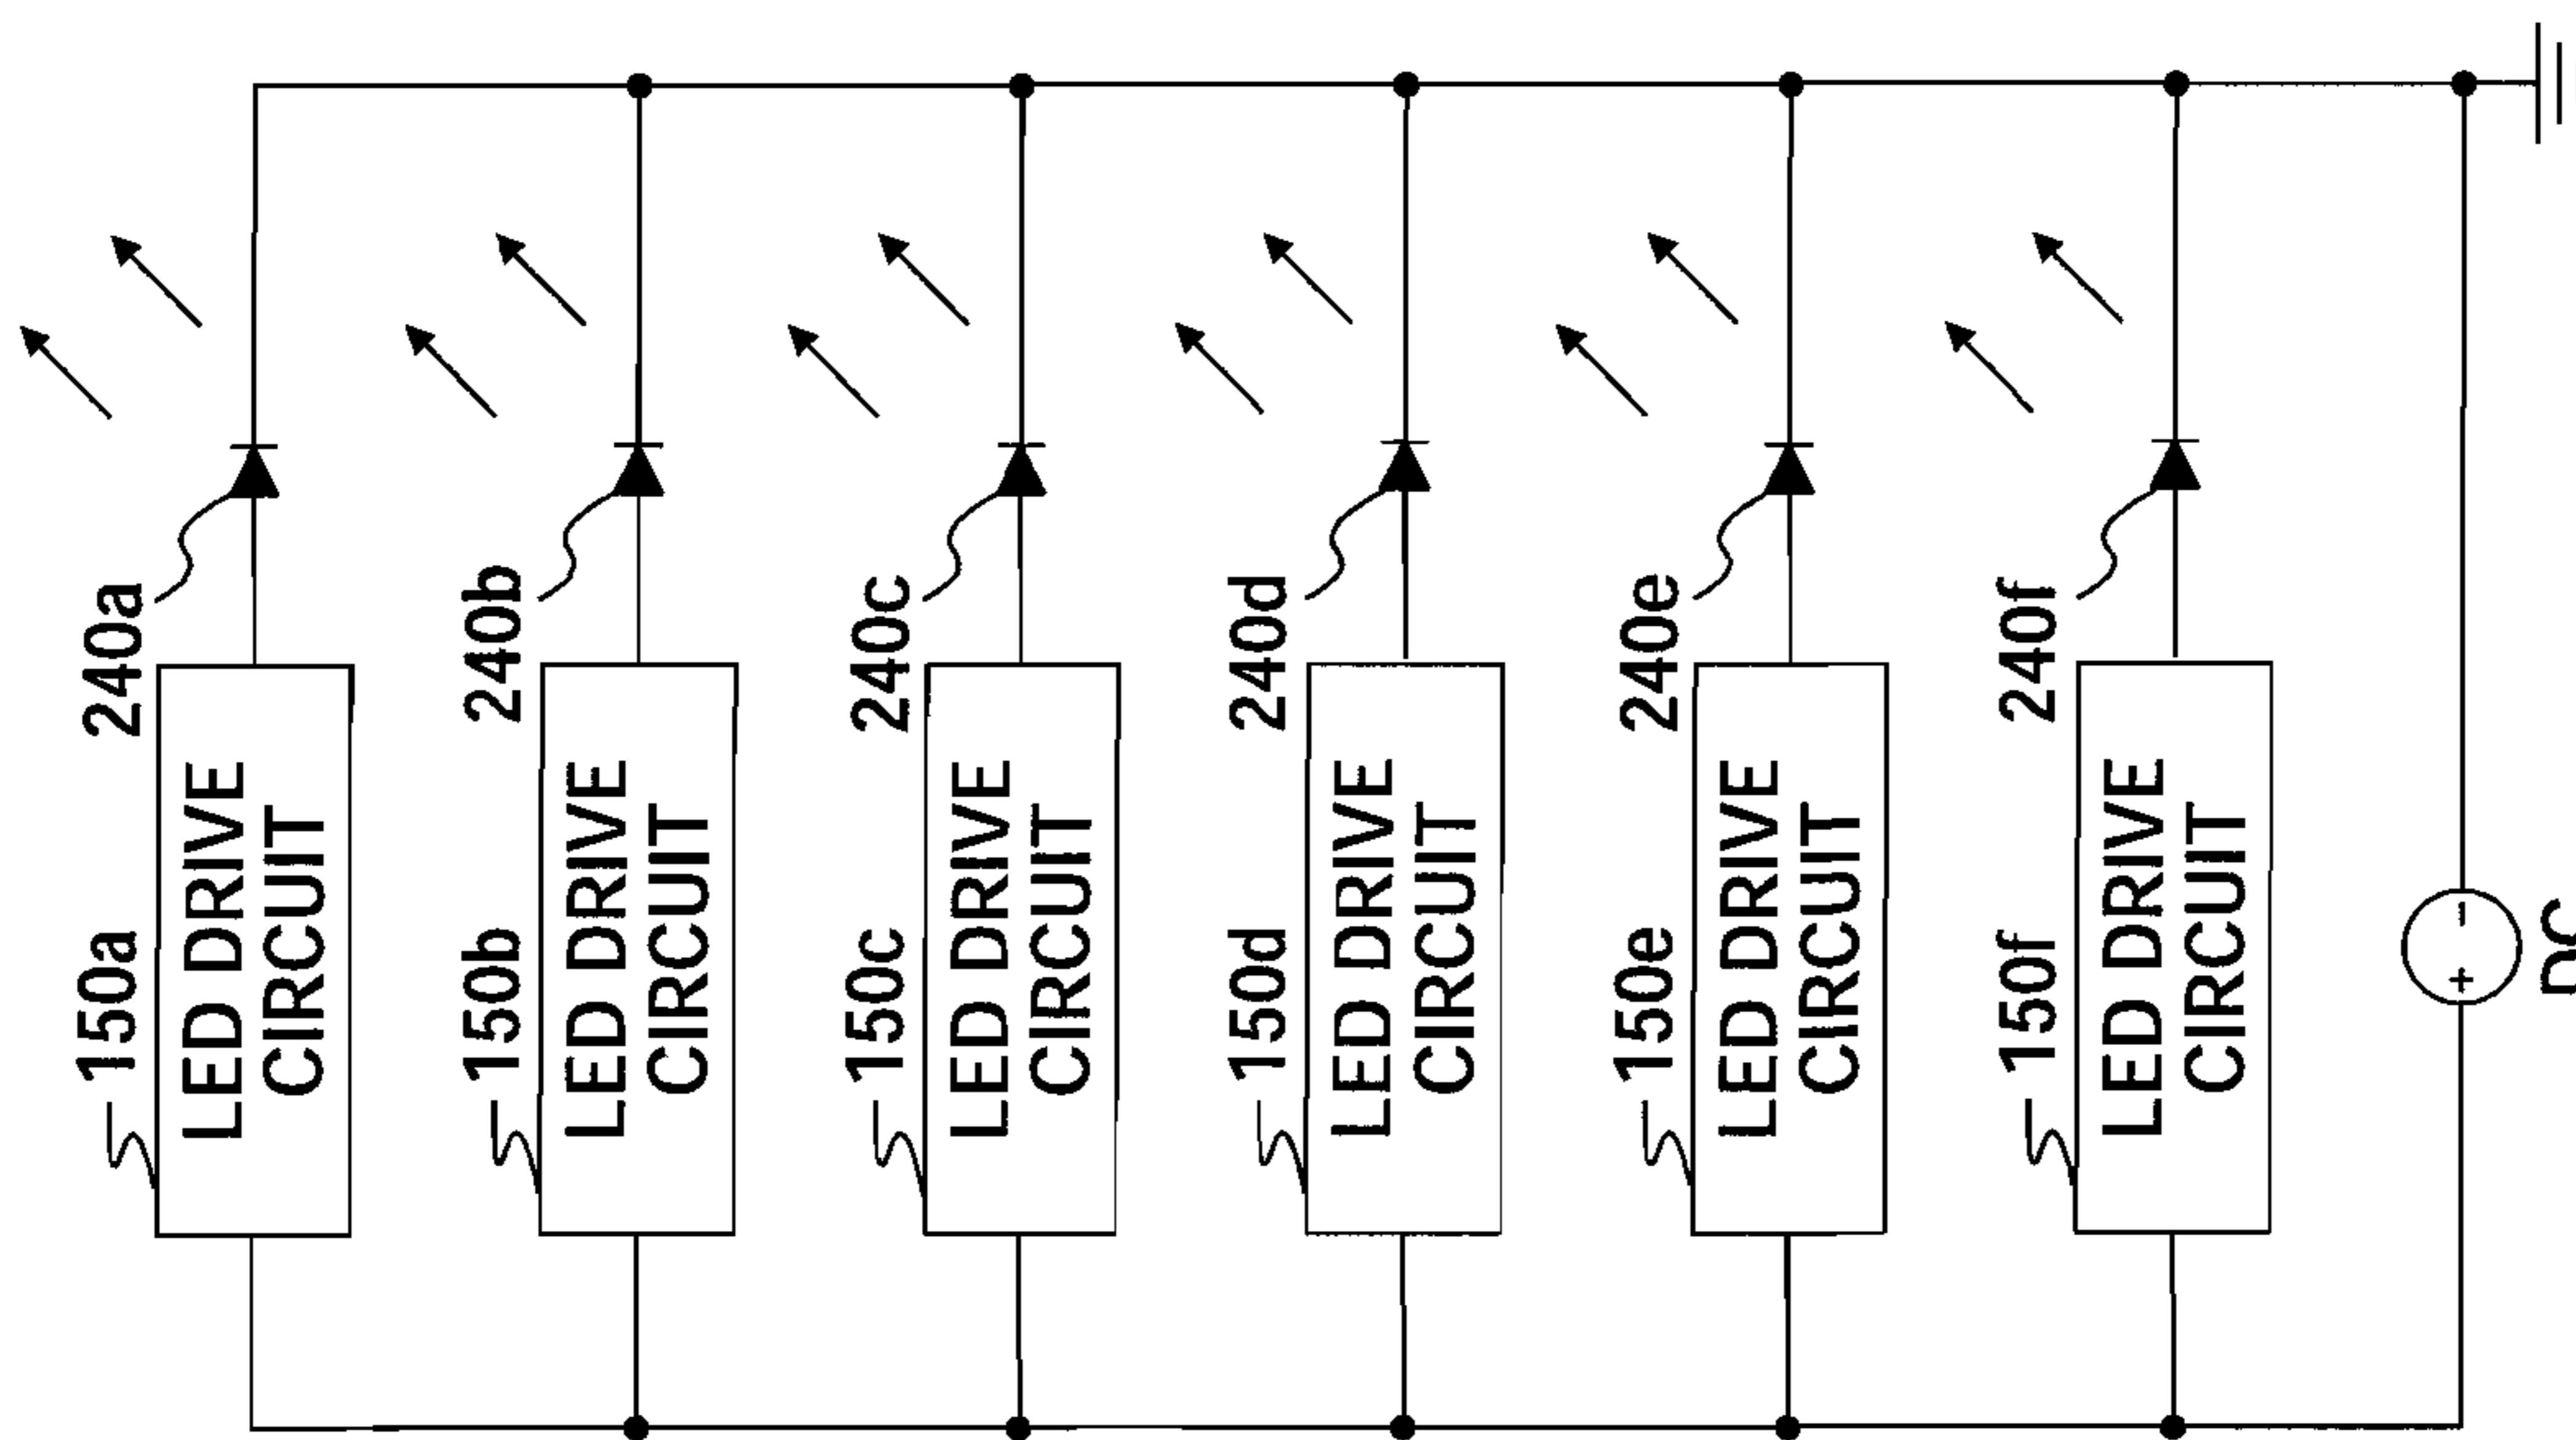 240a
150a
LED DRIVE
CIRCUIT
240b
150b
LED DRIVE
CIRCUIT
240c
150c
LED DRIVE
CIRCUIT
240d
150d
LED DRIVE
CIRCUIT
240e
150e
LED DRIVE
CIRCUIT
240f
150f
LED DRIVE
CIRCUIT
+ -
DC